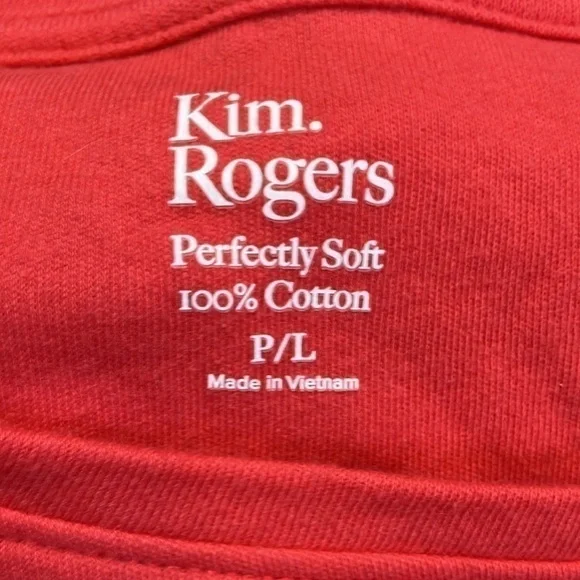 Kim.
Rogers
Perfectly Soft
100% Cotton
P/L
Made in Vietnam